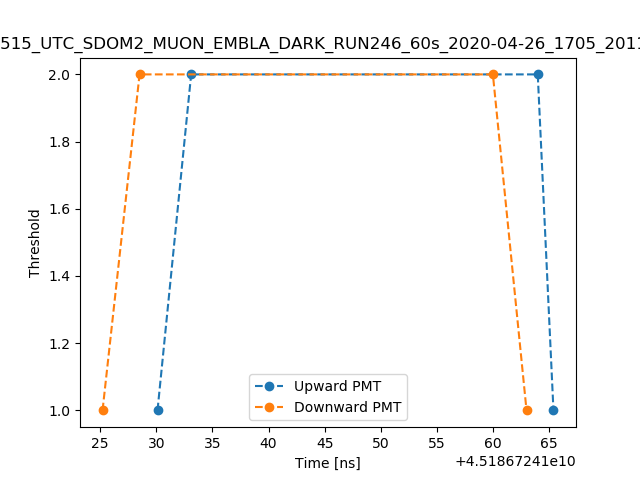 515_UTC_SDOM2_MUON_EMBLA_DARK_RUN246_60s_2020-04-26_1705_2011
2.0
1.8
1.6
1.4
1.2
1.0
Threshold
Upward PMT
Downward PMT
25 30 35 40 45 50 55 60 65
Time [ns]
+4.51867241e10